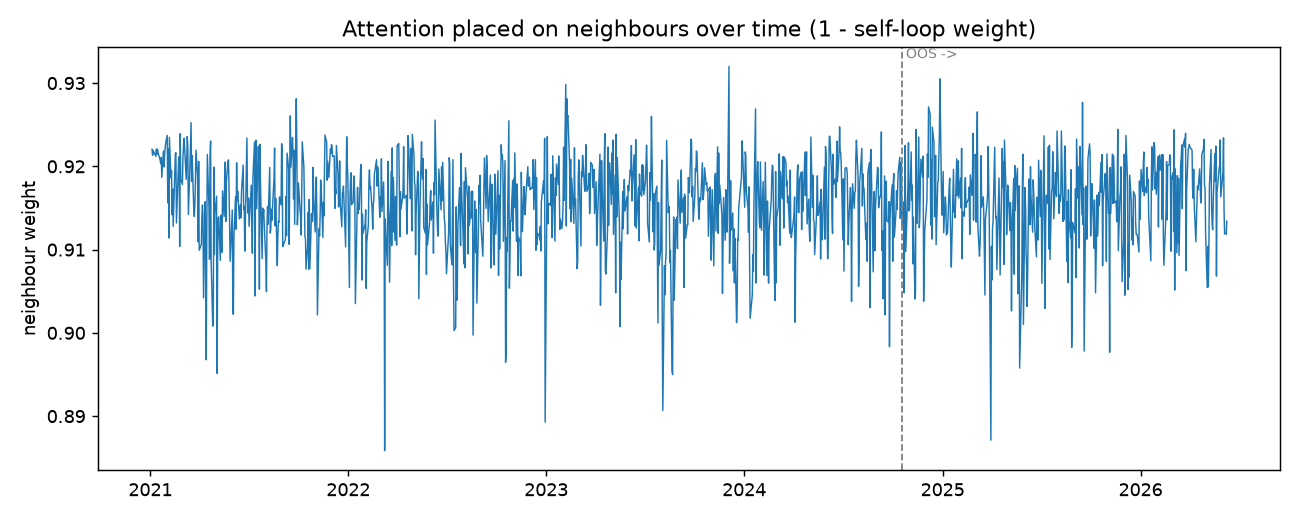 Attention placed on neighbours over time (1 - self-loop weight)
OOS ->
0.93
0.92
0.91
0.90
0.89
neighbour weight
2021 2022 2023 2024 2025 2026